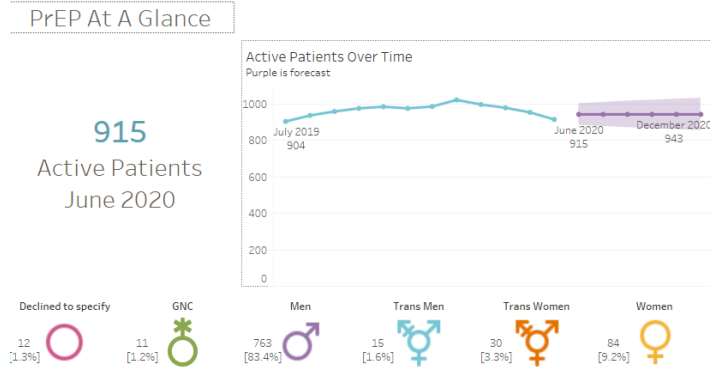 PrEP At A Glance
915
Active Patients
June 2020
Active Patients Over Time
Purple is forecast
1000
800
600
400
200
0
July 2019
904
June 2020
915
December 2020
943
Declined to specify
12
[1.3%]
GNC
11
[1.2%]
Men
763
[83.4%]
Trans Men
15
[1.6%]
Trans Women
30
[3.3%]
Women
84
[9.2%]